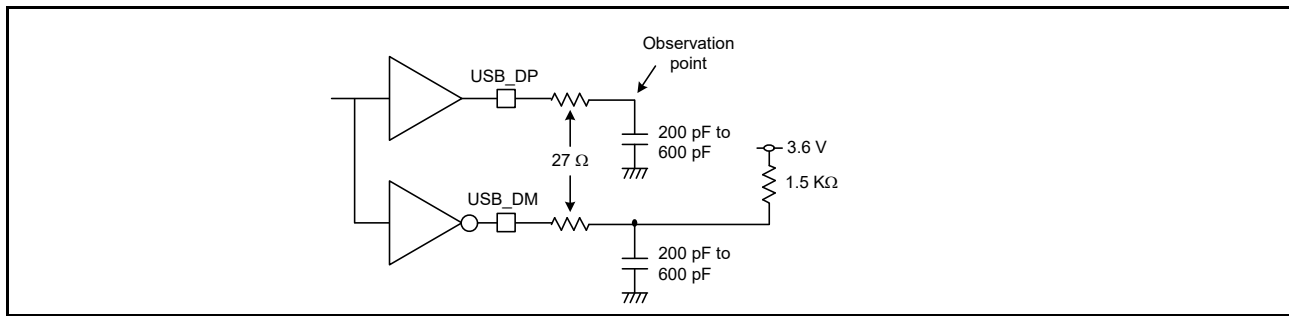 Observation
point
USB_DP
200 pF to
600 pF
27 Ω
3.6 V
1.5 KΩ
USB_DM
200 pF to
600 pF